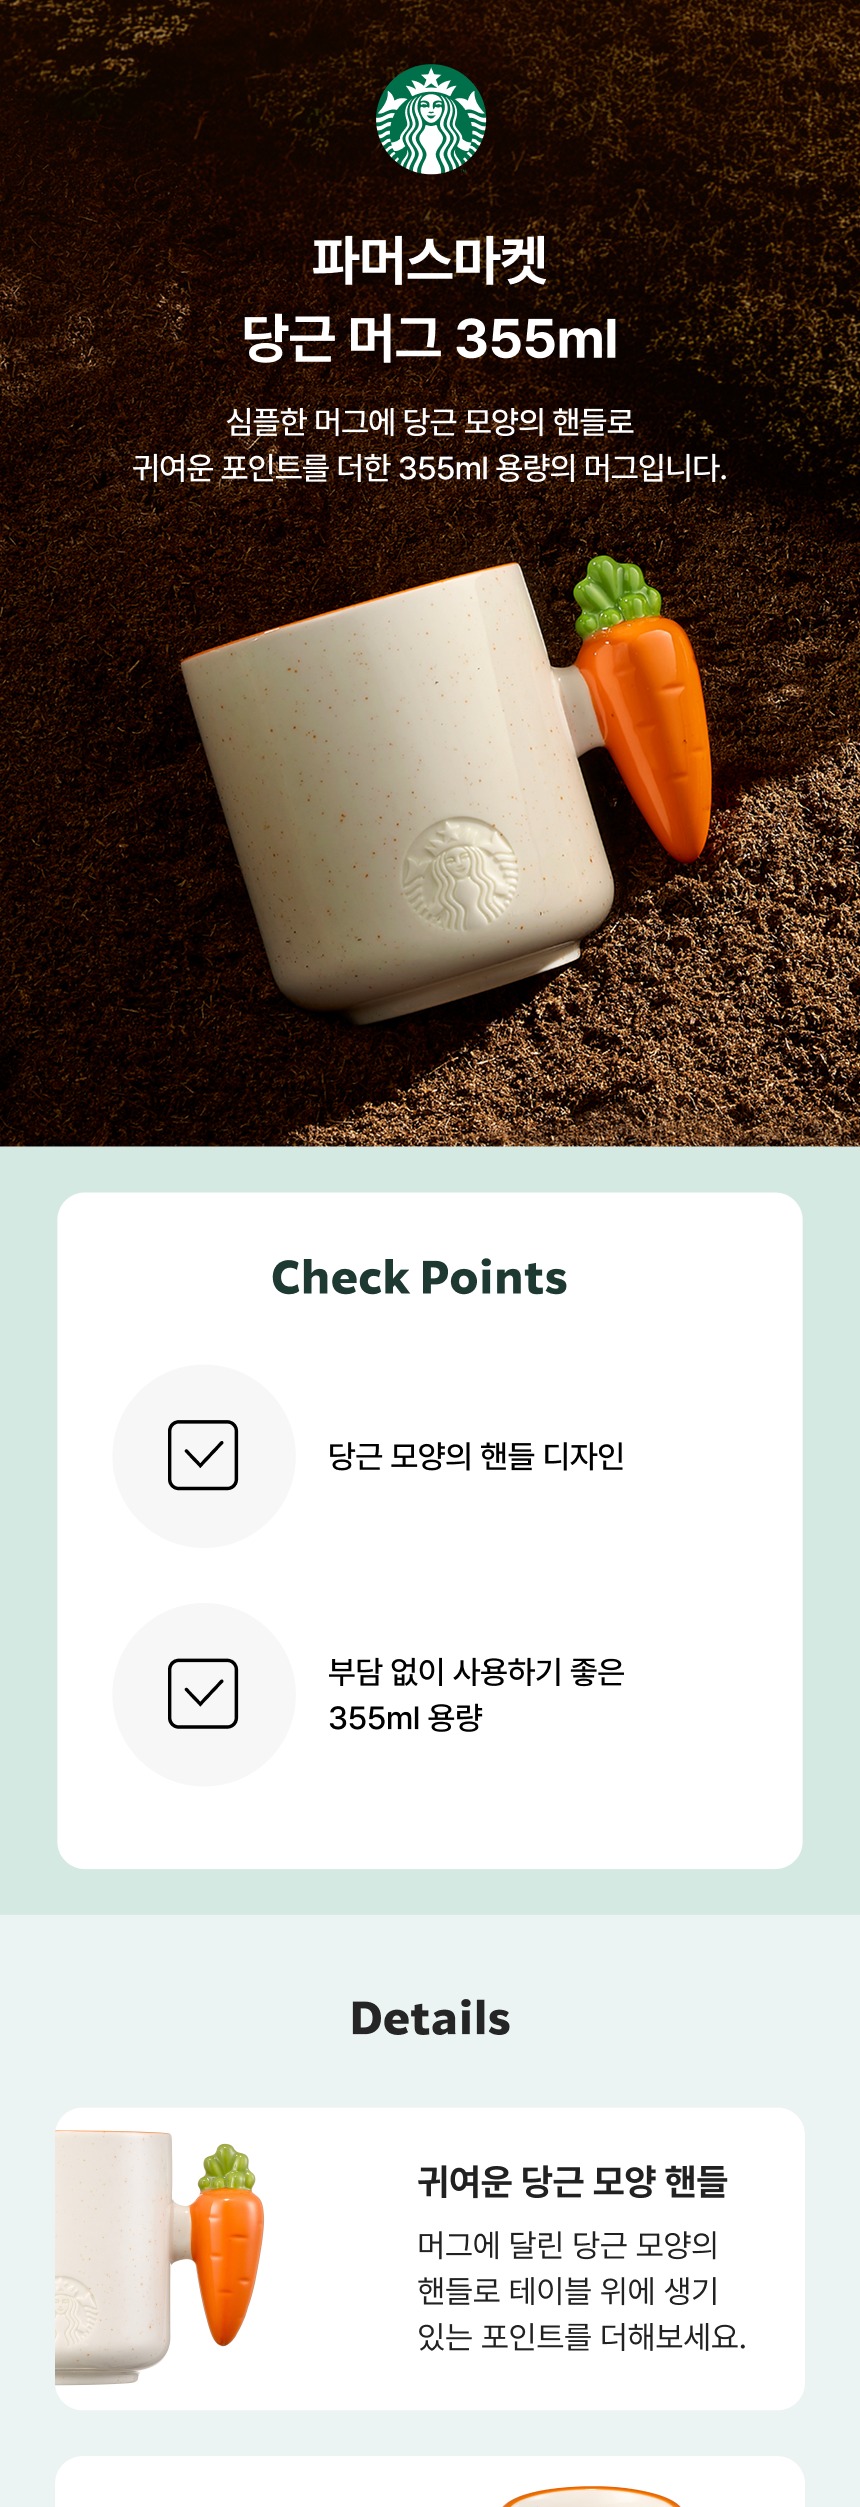 파머스마켓
당근 머그 355ml
심플한 머그에 당근 모양의 핸들로
귀여운 포인트를 더한 355ml 용량의 머그입니다.
Check Points
당근 모양의 핸들 디자인
부담 없이 사용하기 좋은
355ml 용량
Details
귀여운 당근 모양 핸들
머그에 달린 당근 모양의
핸들로 테이블 위에 생기
있는 포인트를 더해보세요.